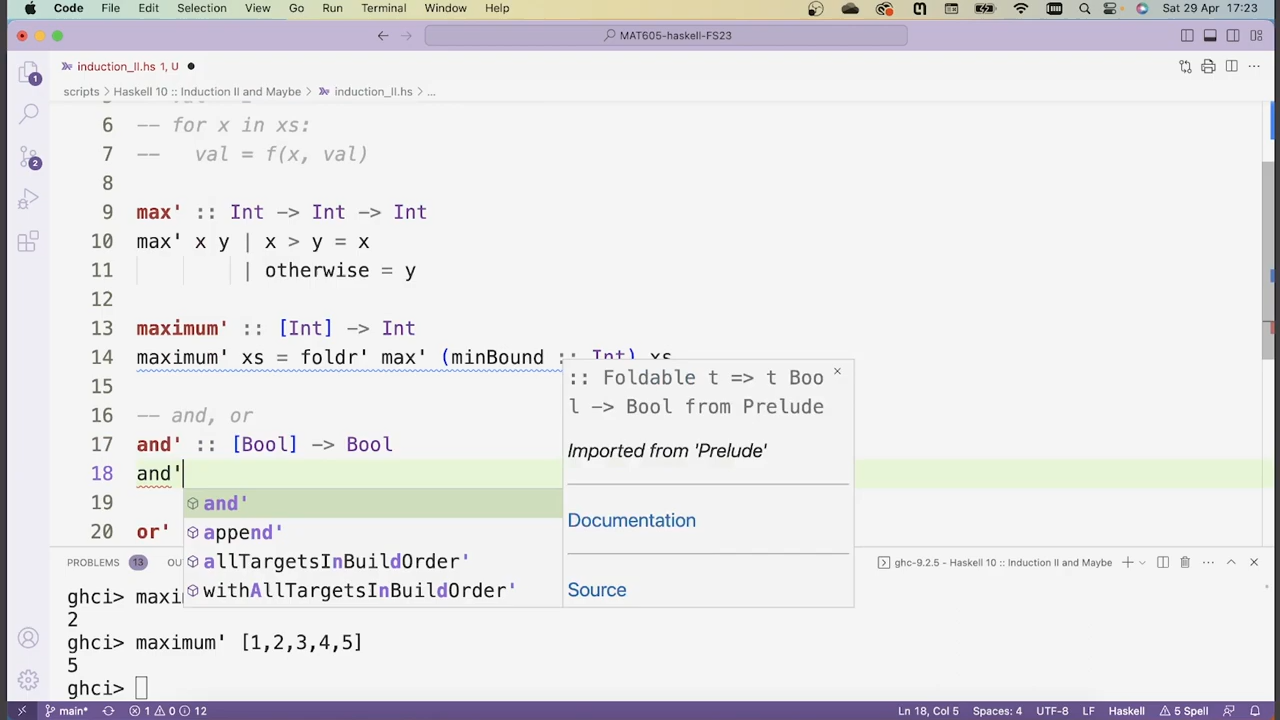 Code File Edit Selection View Go Run Terminal Window Help Sat 29 Apr 17:23
MAT605-haskell-FS23
induction_II.hs 1, U
scripts > Haskell 10 :: Induction II and Maybe > induction_II.hs > ...
6 -- for x in xs:
7 --   val = f(x, val)
8
9 max' :: Int -> Int -> Int
10 max' x y | x > y = x
11 | otherwise = y
12
13 maximum' :: [Int] -> Int
14 maximum' xs = foldr' max' (minBound :: Int) xs
15
16 -- and, or
17 and' :: [Bool] -> Bool
18 and'
19
20 or'
:: Foldable t => t Boo
l -> Bool from Prelude
Imported from 'Prelude'
Documentation
Source
and'
append'
allTargetsInBuildOrder'
withAllTargetsInBuildOrder'
PROBLEMS 13 OU
ghc-9.2.5 - Haskell 10 :: Induction II and Maybe
ghci> maxi
2
ghci> maximum' [1,2,3,4,5]
5
ghci>
1
2
main* 1 0 12 Ln 18, Col 5 Spaces: 4 UTF-8 LF Haskell 5 Spell